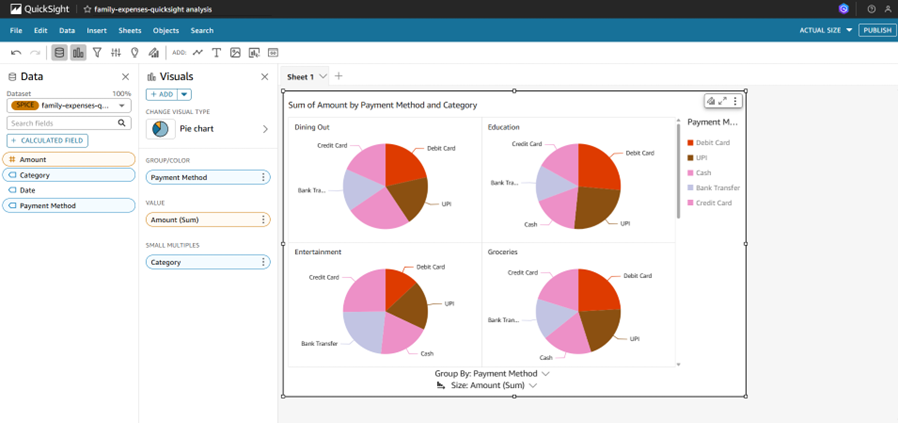 QuickSight
family-expenses-quicksight analysis
File Edit Data Insert Sheets Objects Search
ACTUAL SIZE
PUBLISH
ADD:
Data
Dataset
100%
SPICE family-expenses-q...
Search fields
+ CALCULATED FIELD
Amount
Category
Date
Payment Method
Visuals
+ ADD
CHANGE VISUAL TYPE
Pie chart
GROUP/COLOR
Payment Method
VALUE
Amount (Sum)
SMALL MULTIPLES
Category
Sheet 1
Sum of Amount by Payment Method and Category
Dining Out
Credit Card
Debit Card
Bank Tra...
UPI
Education
Credit Card
Debit Card
Bank Tra...
UPI
Cash
Entertainment
Credit Card
Debit Card
UPI
Bank Transfer
Cash
Groceries
Credit Card
Debit Card
Bank Tran...
UPI
Cash
Payment M...
Debit Card
UPI
Cash
Bank Transfer
Credit Card
Group By: Payment Method
Size: Amount (Sum)